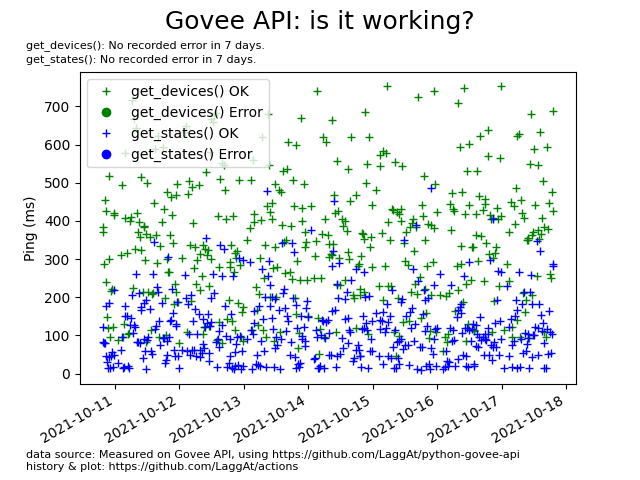 Govee API: is it working?
get_devices(): No recorded error in 7 days.
get_states(): No recorded error in 7 days.
get_devices() OK
get_devices() Error
get_states() OK
get_states() Error
Ping (ms)
700
600
500
400
300
200
100
0
2021-10-11
2021-10-12
2021-10-13
2021-10-14
2021-10-15
2021-10-16
2021-10-17
2021-10-18
data source: Measured on Govee API, using https://github.com/LaggAt/python-govee-api
history & plot: https://github.com/LaggAt/actions